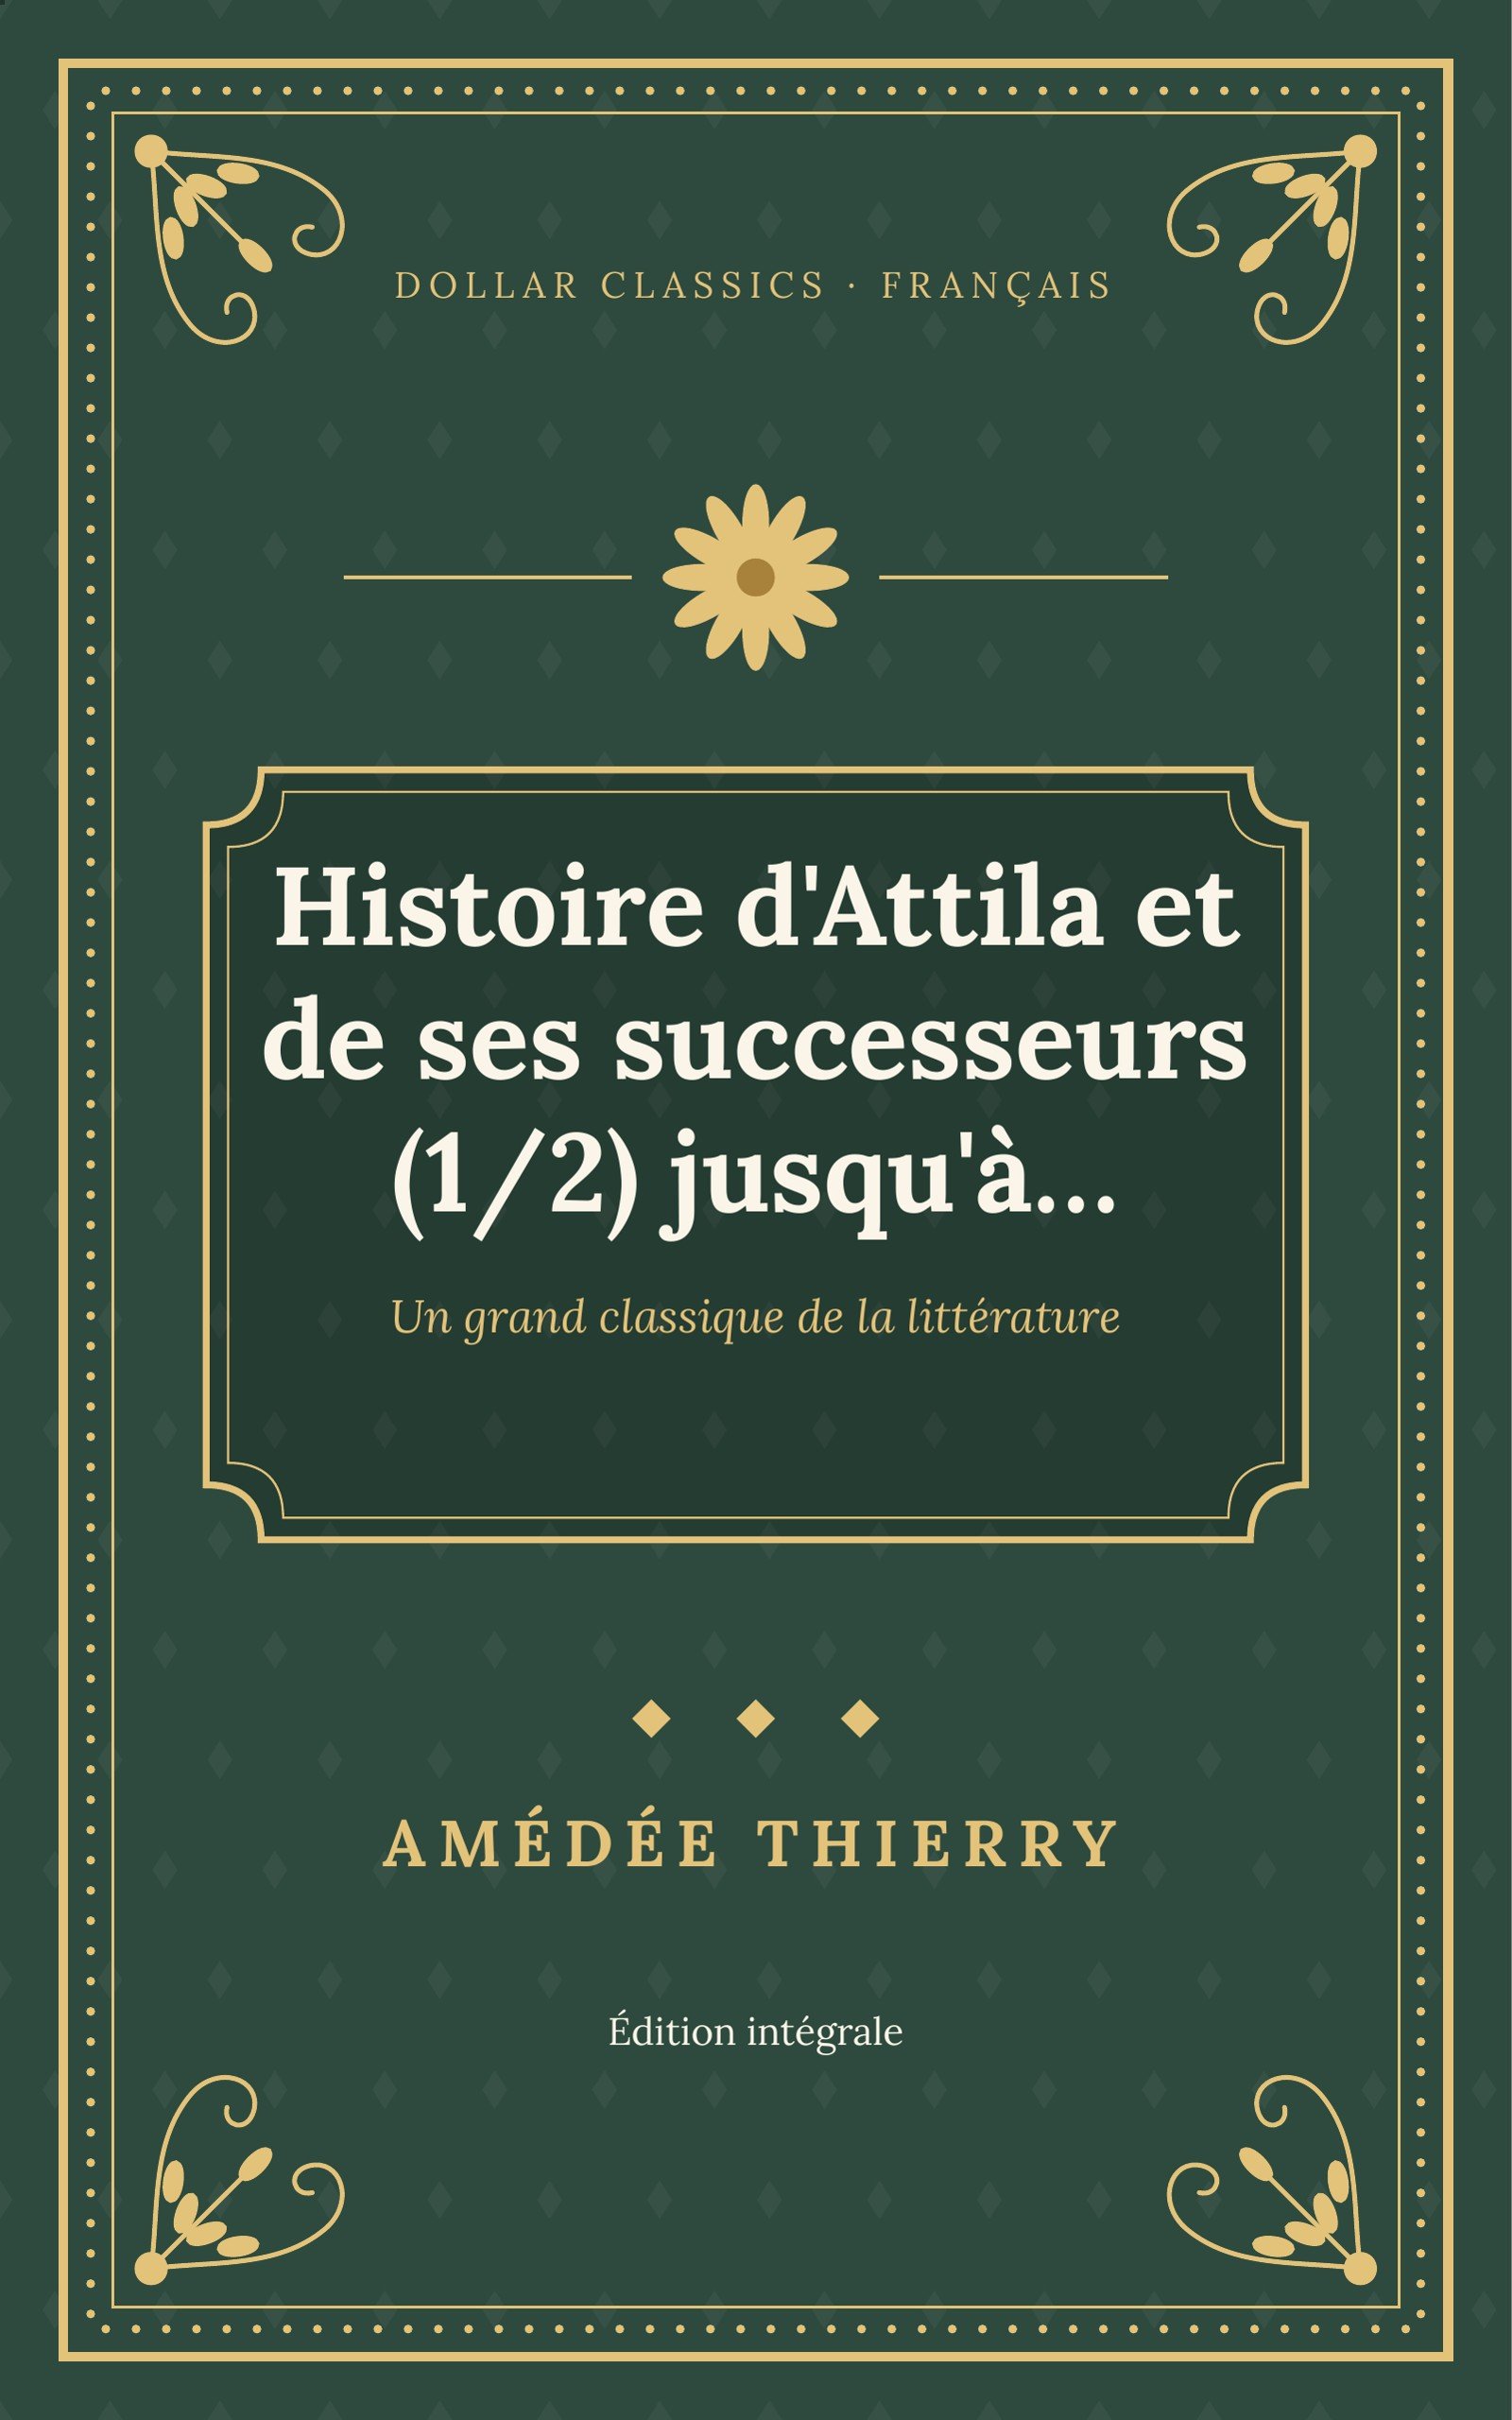 DOLLAR CLASSICS · FRANÇAIS
Histoire d'Attila et
de ses successeurs
(1/2) jusqu'à...
Un grand classique de la littérature
AMÉDÉE THIERRY
Édition intégrale